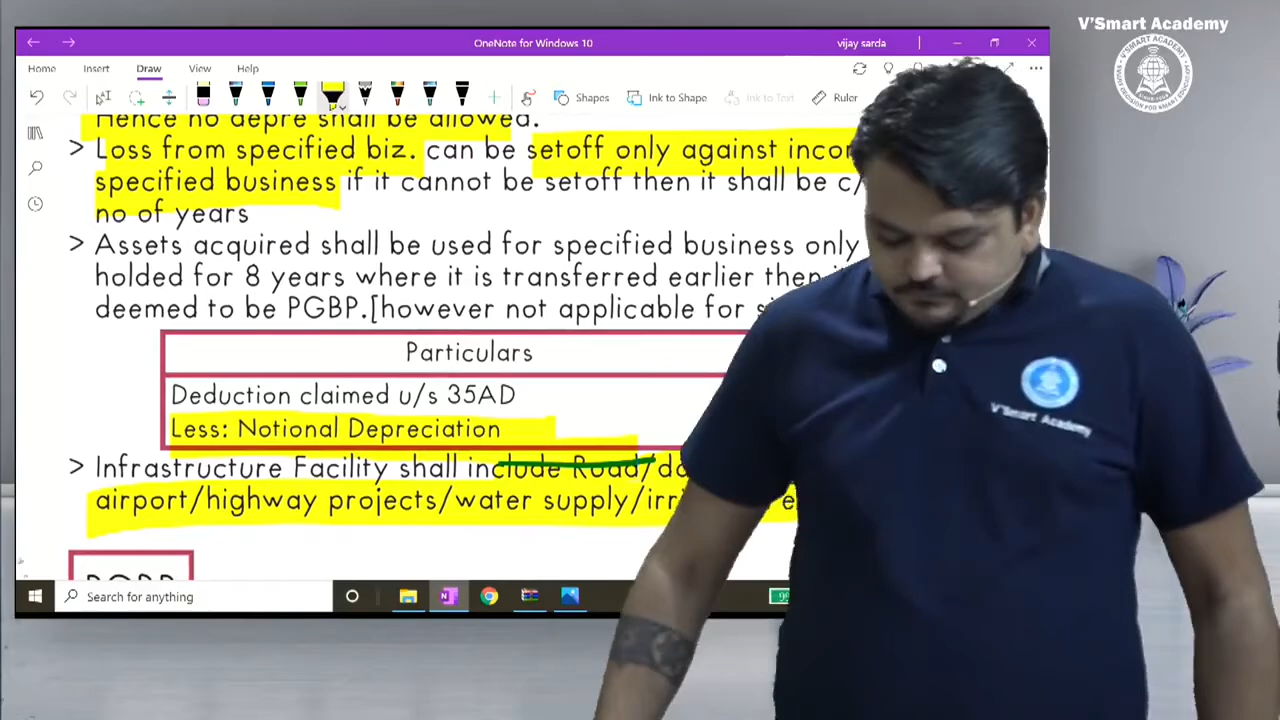 V'Smart Academy
OneNote for Windows 10
vijay sarda
Home Insert Draw View Help
Shapes Ink to Shape Ink to Text Ruler
Hence no depre shall be allowed.
> Loss from specified biz. can be setoff only against
specified business if it cannot be setoff then it shall be c/
no of years
> Assets acquired shall be used for specified business only
holded for 8 years where it is transferred earlier then
deemed to be PGBP.[however not applicable for
Particulars
Deduction claimed u/s 35AD
Less: Notional Depreciation
> Infrastructure Facility shall include Road/
airport/highway projects/water supply/
PGBP
Search for anything
V'Smart Academy